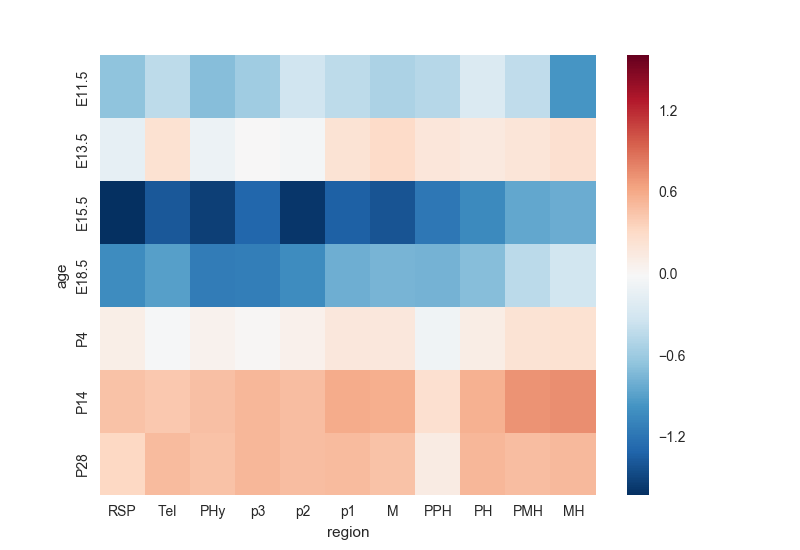 E11.5
E13.5
E15.5
E18.5
P4
P14
P28
age
RSP Tel PHy p3 p2 p1 M PPH PH PMH MH
region
1.2
0.6
0.0
−0.6
−1.2